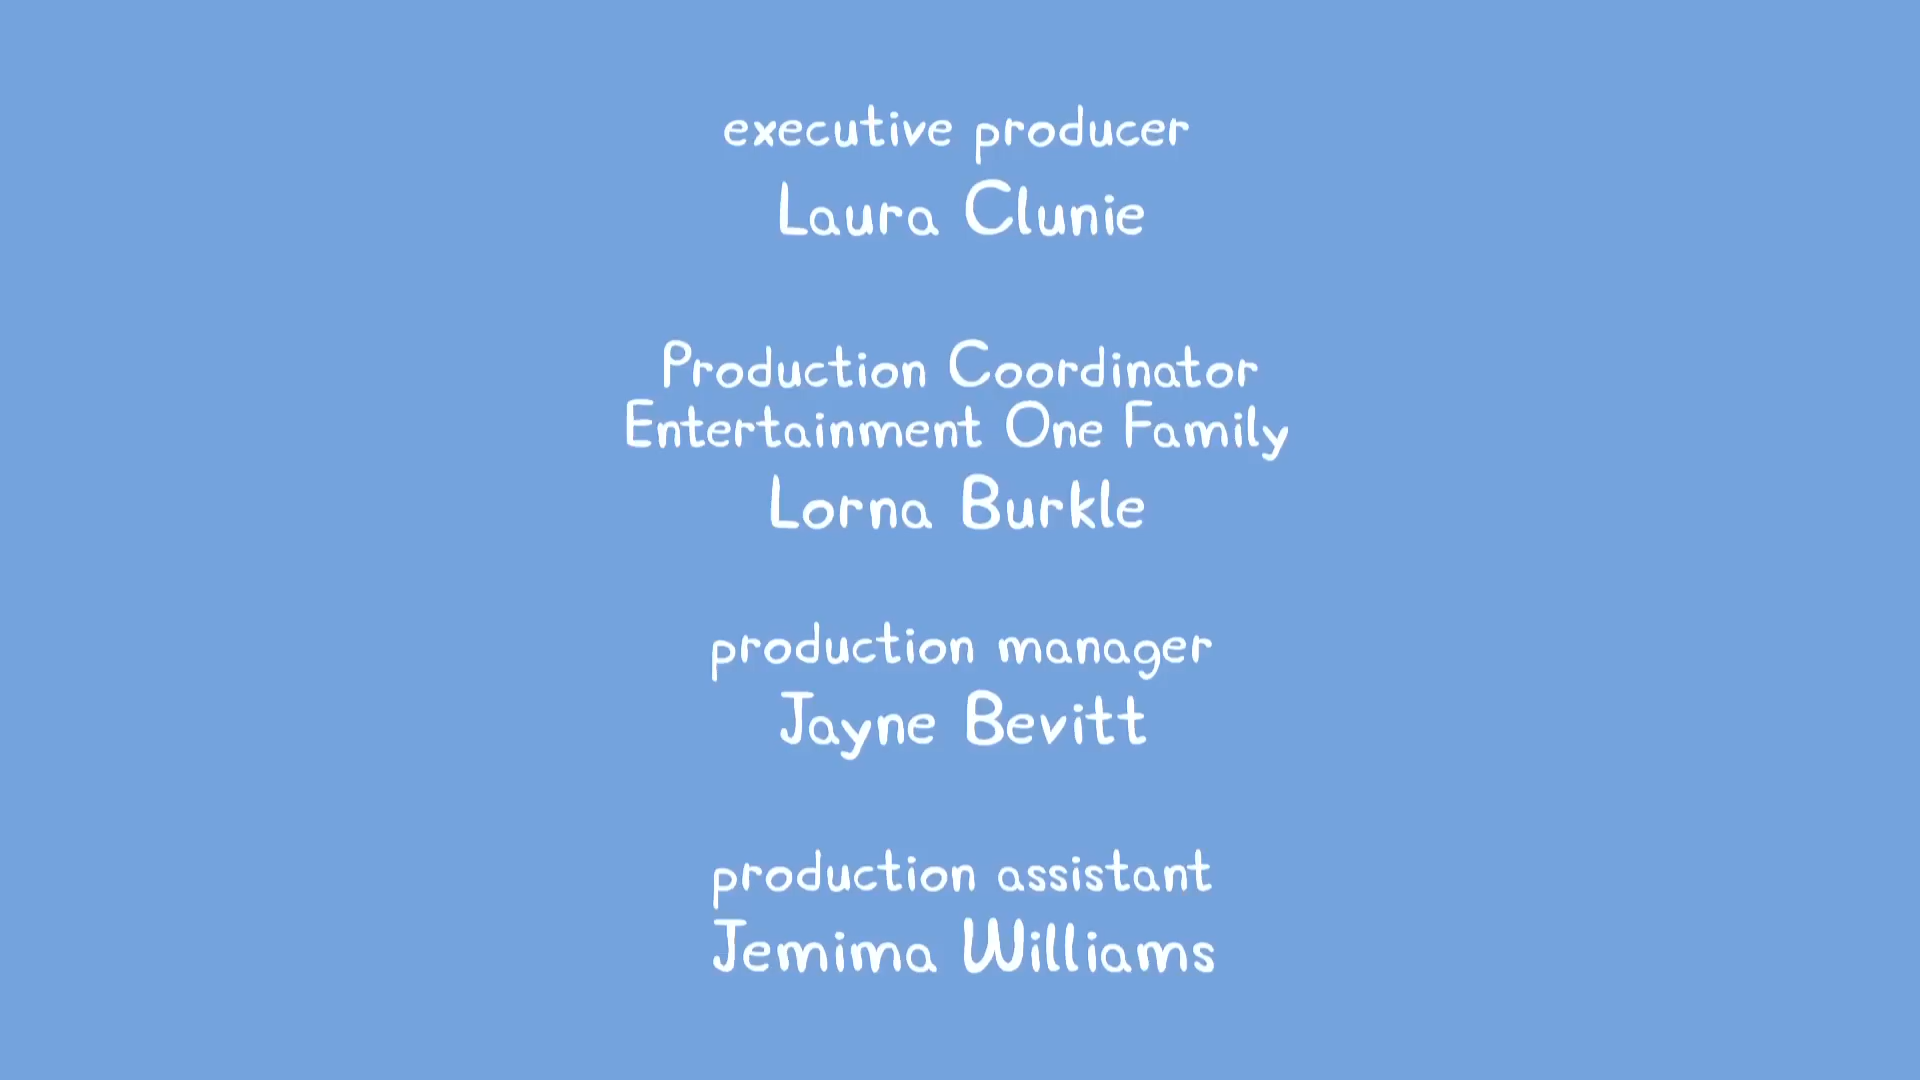 executive producer
Laura Clunie
Production Coordinator
Entertainment One Family
Lorna Burkle
production manager
Jayne Bevitt
production assistant
Jemima Williams